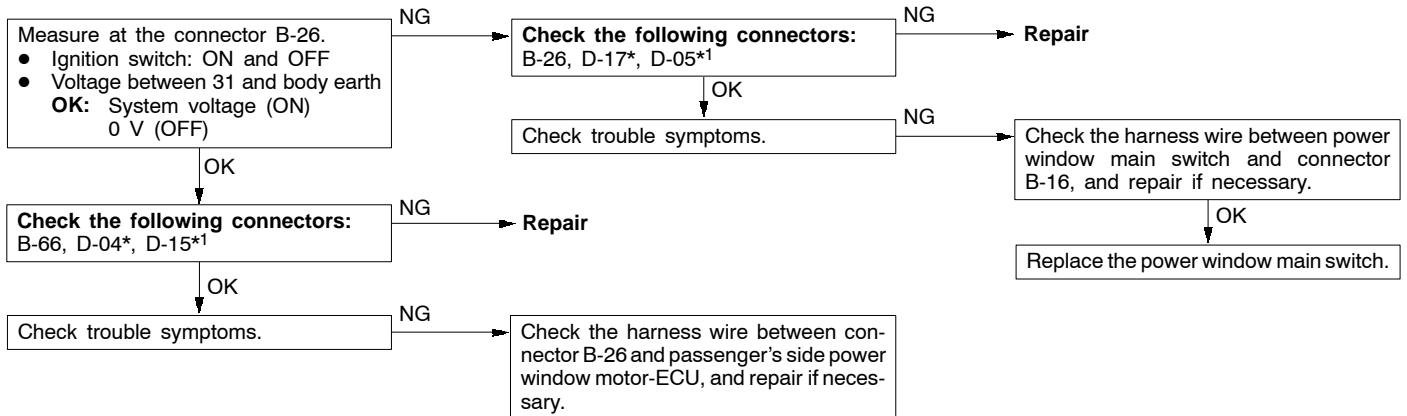 Measure at the connector B-26.
● Ignition switch: ON and OFF
● Voltage between 31 and body earth
OK: System voltage (ON)
0 V (OFF)
NG
Check the following connectors:
B-26, D-17*, D-05*1
NG
Repair
OK
Check trouble symptoms.
NG
Check the harness wire between power
window main switch and connector
B-16, and repair if necessary.
OK
Replace the power window main switch.
OK
Check the following connectors:
B-66, D-04*, D-15*1
NG
Repair
OK
Check trouble symptoms.
NG
Check the harness wire between con-
nector B-26 and passenger's side power
window motor-ECU, and repair if neces-
sary.